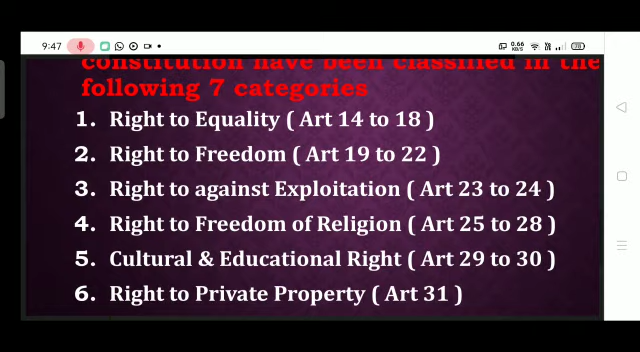 9:47
0.66
KB/S
78
constitution have been classified in the
following 7 categories
1. Right to Equality ( Art 14 to 18 )
2. Right to Freedom ( Art 19 to 22 )
3. Right to against Exploitation ( Art 23 to 24 )
4. Right to Freedom of Religion ( Art 25 to 28 )
5. Cultural & Educational Right ( Art 29 to 30 )
6. Right to Private Property ( Art 31 )